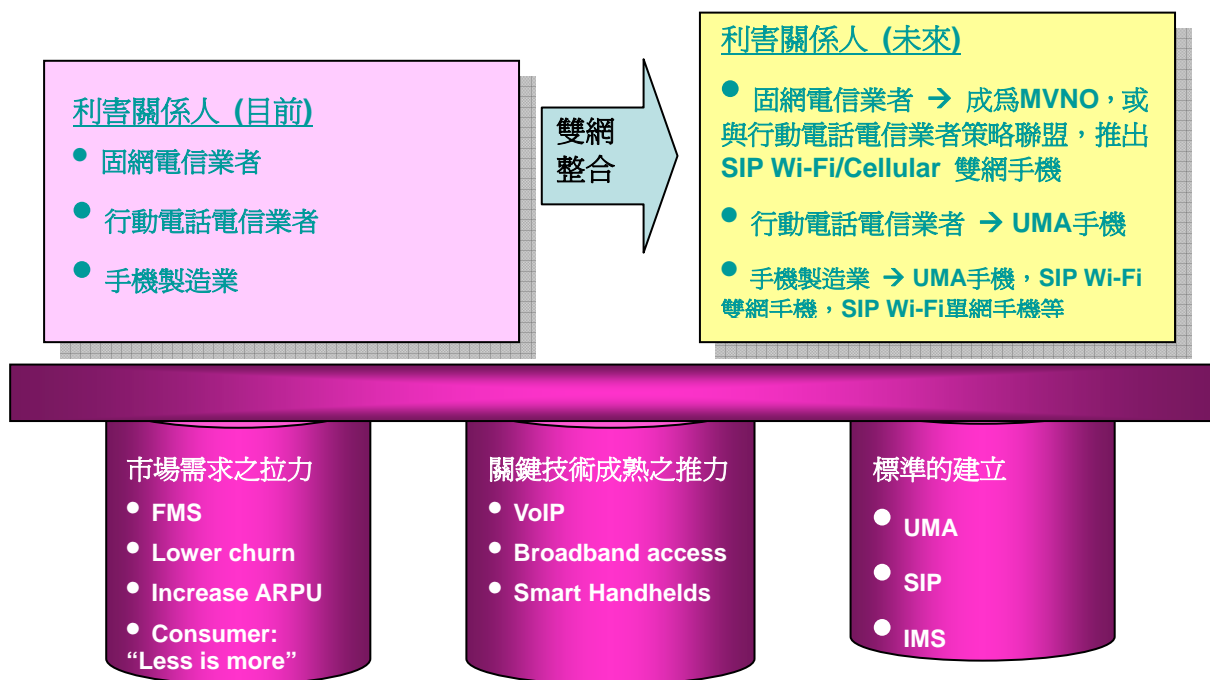 利害關係人 (目前)
● 固網電信業者
● 行動電話電信業者
● 手機製造業
雙網
整合
利害關係人 (未來)
● 固網電信業者 → 成為MVNO，或
與行動電話電信業者策略聯盟，推出
SIP Wi-Fi/Cellular 雙網手機
● 行動電話電信業者 → UMA手機
● 手機製造業 → UMA手機，SIP Wi-Fi
雙網手機，SIP Wi-Fi單網手機等
市場需求之拉力
● FMS
● Lower churn
● Increase ARPU
● Consumer:
“Less is more”
關鍵技術成熟之推力
● VoIP
● Broadband access
● Smart Handhelds
標準的建立
● UMA
● SIP
● IMS